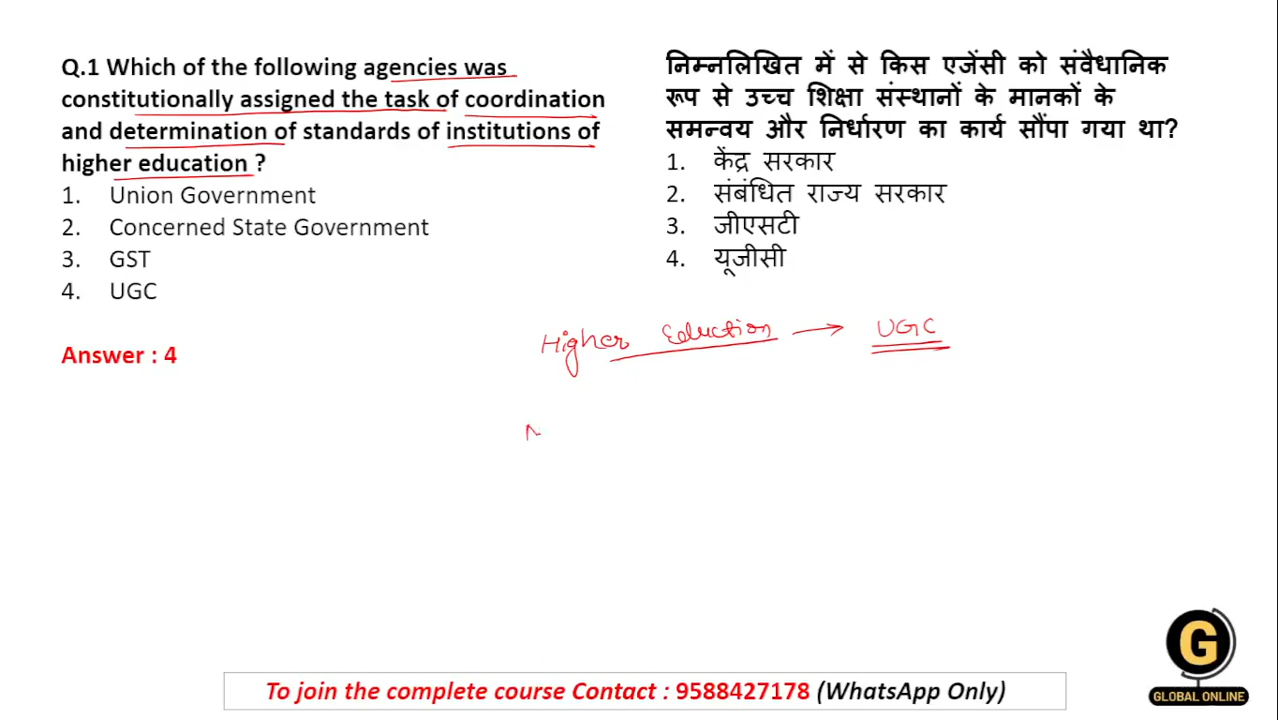 Q.1 Which of the following agencies was
constitutionally assigned the task of coordination
and determination of standards of institutions of
higher education ?
1. Union Government
2. Concerned State Government
3. GST
4. UGC
Answer : 4
निम्नलिखित में से किस एजेंसी को संवैधानिक
रूप से उच्च शिक्षा संस्थानों के मानकों के
समन्वय और निर्धारण का कार्य सौंपा गया था?
1. केंद्र सरकार
2. संबंधित राज्य सरकार
3. जीएसटी
4. यूजीसी
Higher Eduction → UGC
To join the complete course Contact : 9588427178 (WhatsApp Only)
G
GLOBAL ONLINE